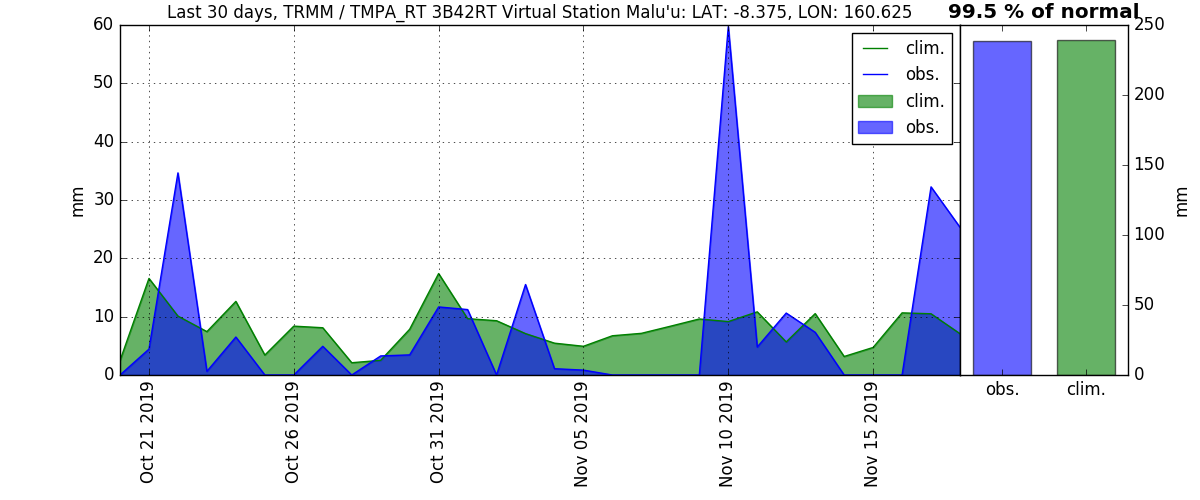 Last 30 days, TRMM / TMPA_RT 3B42RT Virtual Station Malu'u: LAT: -8.375, LON: 160.625
99.5 % of normal
60
50
40
30
20
10
0
mm
clim.
obs.
clim.
obs.
250
200
150
100
50
0
mm
Oct 21 2019
Oct 26 2019
Oct 31 2019
Nov 05 2019
Nov 10 2019
Nov 15 2019
obs.
clim.